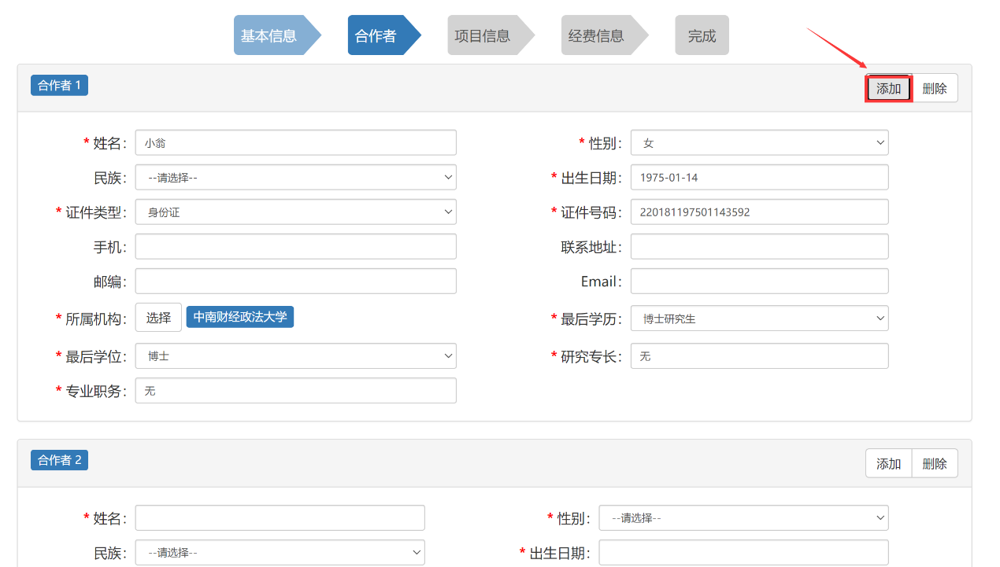 基本信息 合作者 项目信息 经费信息 完成
合作者 1 添加 删除
* 姓名: 小翁 * 性别: 女
民族: --请选择-- * 出生日期: 1975-01-14
* 证件类型: 身份证 * 证件号码: 220181197501143592
手机: 联系地址:
邮编: Email:
* 所属机构: 选择 中南财经政法大学 * 最后学历: 博士研究生
* 最后学位: 博士 * 研究专长: 无
* 专业职务: 无
合作者 2 添加 删除
* 姓名: * 性别: --请选择--
民族: --请选择-- * 出生日期: